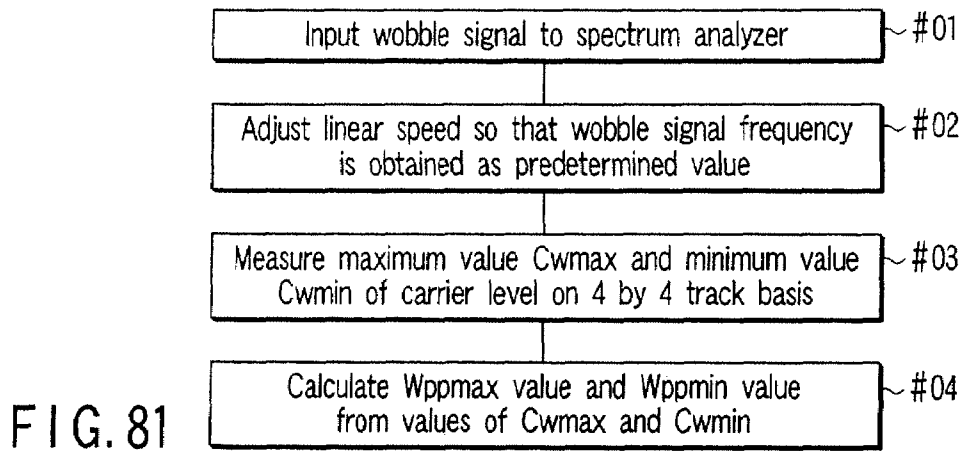 Input wobble signal to spectrum analyzer
#01
Adjust linear speed so that wobble signal frequency
is obtained as predetermined value
#02
Measure maximum value Cwmax and minimum value
Cwmin of carrier level on 4 by 4 track basis
#03
Calculate Wppmax value and Wppmin value
from values of Cwmax and Cwmin
#04
FIG. 81